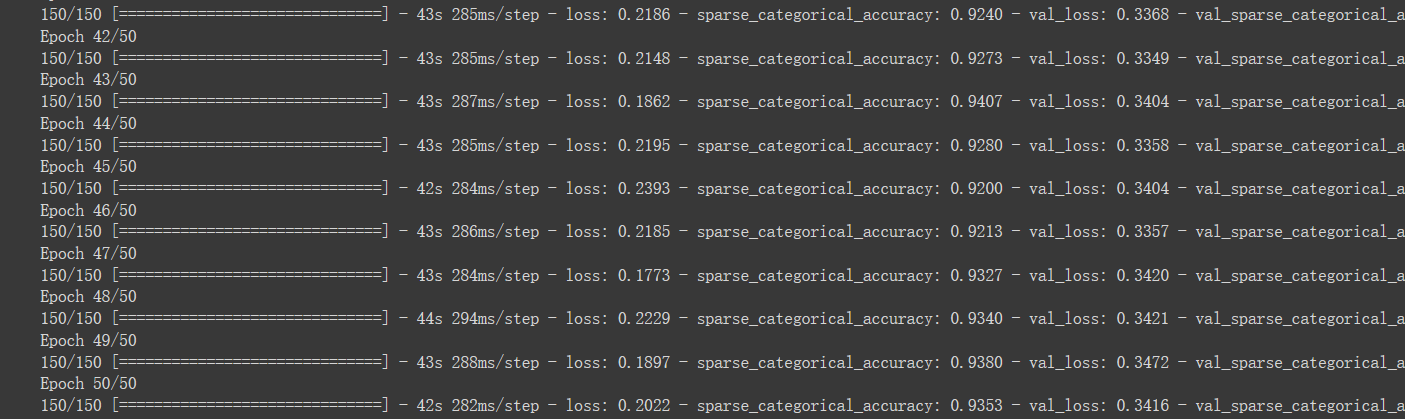 150/150 [==============================] - 43s 285ms/step - loss: 0.2186 - sparse_categorical_accuracy: 0.9240 - val_loss: 0.3368 - val_sparse_categorical_a
Epoch 42/50
150/150 [==============================] - 43s 285ms/step - loss: 0.2148 - sparse_categorical_accuracy: 0.9273 - val_loss: 0.3349 - val_sparse_categorical_a
Epoch 43/50
150/150 [==============================] - 43s 287ms/step - loss: 0.1862 - sparse_categorical_accuracy: 0.9407 - val_loss: 0.3404 - val_sparse_categorical_a
Epoch 44/50
150/150 [==============================] - 43s 285ms/step - loss: 0.2195 - sparse_categorical_accuracy: 0.9280 - val_loss: 0.3358 - val_sparse_categorical_a
Epoch 45/50
150/150 [==============================] - 42s 284ms/step - loss: 0.2393 - sparse_categorical_accuracy: 0.9200 - val_loss: 0.3404 - val_sparse_categorical_a
Epoch 46/50
150/150 [==============================] - 43s 286ms/step - loss: 0.2185 - sparse_categorical_accuracy: 0.9213 - val_loss: 0.3357 - val_sparse_categorical_a
Epoch 47/50
150/150 [==============================] - 43s 284ms/step - loss: 0.1773 - sparse_categorical_accuracy: 0.9327 - val_loss: 0.3420 - val_sparse_categorical_a
Epoch 48/50
150/150 [==============================] - 44s 294ms/step - loss: 0.2229 - sparse_categorical_accuracy: 0.9340 - val_loss: 0.3421 - val_sparse_categorical_a
Epoch 49/50
150/150 [==============================] - 43s 288ms/step - loss: 0.1897 - sparse_categorical_accuracy: 0.9380 - val_loss: 0.3472 - val_sparse_categorical_a
Epoch 50/50
150/150 [==============================] - 42s 282ms/step - loss: 0.2022 - sparse_categorical_accuracy: 0.9353 - val_loss: 0.3416 - val_sparse_categorical_a